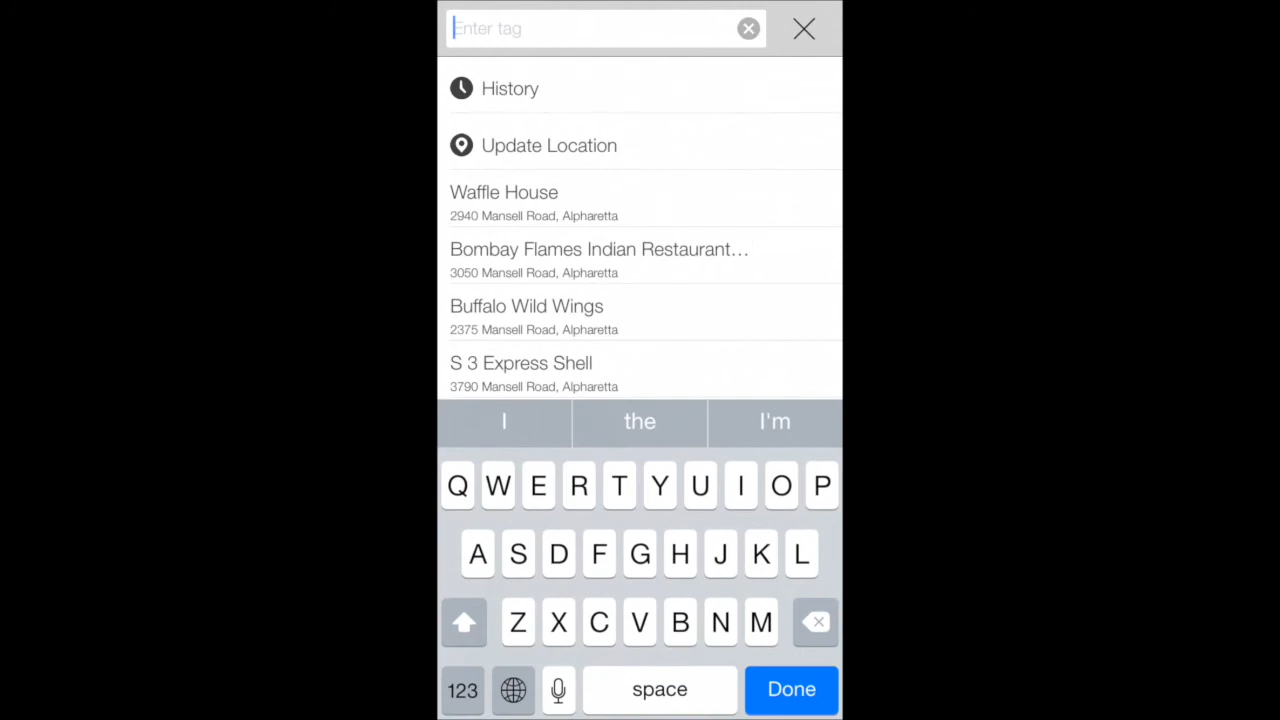 Enter tag
History
Update Location
Waffle House
2940 Mansell Road, Alpharetta
Bombay Flames Indian Restaurant…
3050 Mansell Road, Alpharetta
Buffalo Wild Wings
2375 Mansell Road, Alpharetta
S 3 Express Shell
3790 Mansell Road, Alpharetta
I the I'm
Q W E R T Y U I O P
A S D F G H J K L
Z X C V B N M
123 space Done